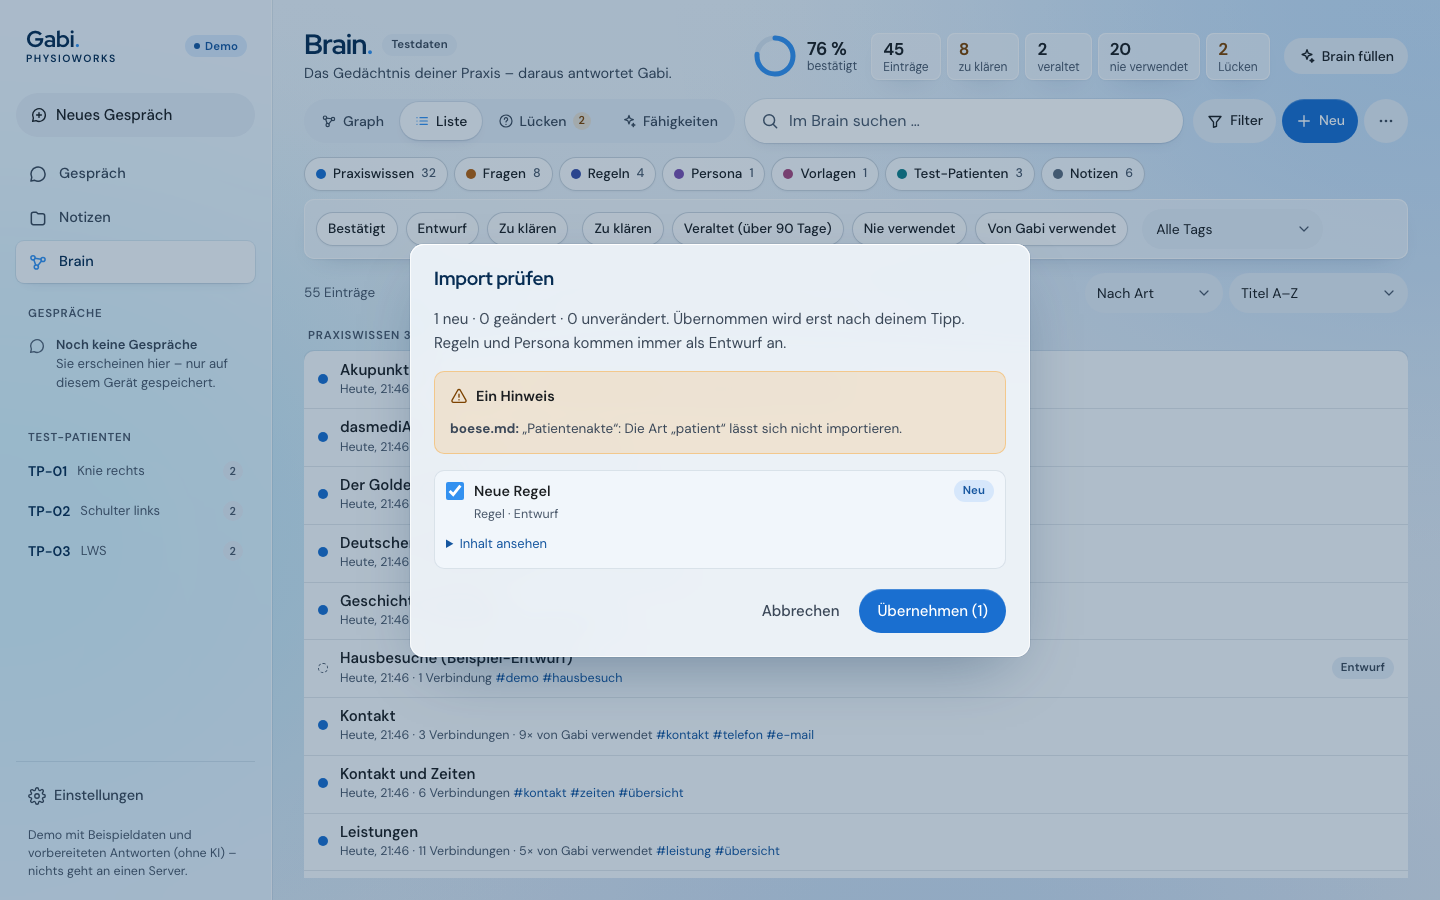 Gabi.
PHYSIOWORKS
Demo
Neues Gespräch
Gespräch
Notizen
Brain
GESPRÄCHE
Noch keine Gespräche
Sie erscheinen hier – nur auf
diesem Gerät gespeichert.
TEST-PATIENTEN
TP-01 Knie rechts 2
TP-02 Schulter links 2
TP-03 LWS 2
Einstellungen
Demo mit Beispieldaten und
vorbereiteten Antworten (ohne KI) –
nichts geht an einen Server.
Brain. Testdaten
Das Gedächtnis deiner Praxis – daraus antwortet Gabi.
76 %
bestätigt
45
Einträge
8
zu klären
2
veraltet
20
nie verwendet
2
Lücken
Brain füllen
Graph Liste Lücken 2 Fähigkeiten
Im Brain suchen …
Filter
Neu
Praxiswissen 32 Fragen 8 Regeln 4 Persona 1 Vorlagen 1 Test-Patienten 3 Notizen 6
Bestätigt Entwurf Zu klären Zu klären Veraltet (über 90 Tage) Nie verwendet Von Gabi verwendet Alle Tags
55 Einträge
Nach Art
Titel A–Z
PRAXISWISSEN 3
Akupunkt
Heute, 21:46
dasmediA
Heute, 21:46
Der Golde
Heute, 21:46
Deutsche
Heute, 21:46
Geschicht
Heute, 21:46
Hausbesuche (Beispiel-Entwurf)
Heute, 21:46 · 1 Verbindung #demo #hausbesuch
Entwurf
Kontakt
Heute, 21:46 · 3 Verbindungen · 9× von Gabi verwendet #kontakt #telefon #e-mail
Kontakt und Zeiten
Heute, 21:46 · 6 Verbindungen #kontakt #zeiten #übersicht
Leistungen
Heute, 21:46 · 11 Verbindungen · 5× von Gabi verwendet #leistung #übersicht
Import prüfen
1 neu · 0 geändert · 0 unverändert. Übernommen wird erst nach deinem Tipp.
Regeln und Persona kommen immer als Entwurf an.
Ein Hinweis
boese.md: „Patientenakte“: Die Art „patient“ lässt sich nicht importieren.
Neue Regel
Neu
Regel · Entwurf
Inhalt ansehen
Abbrechen
Übernehmen (1)